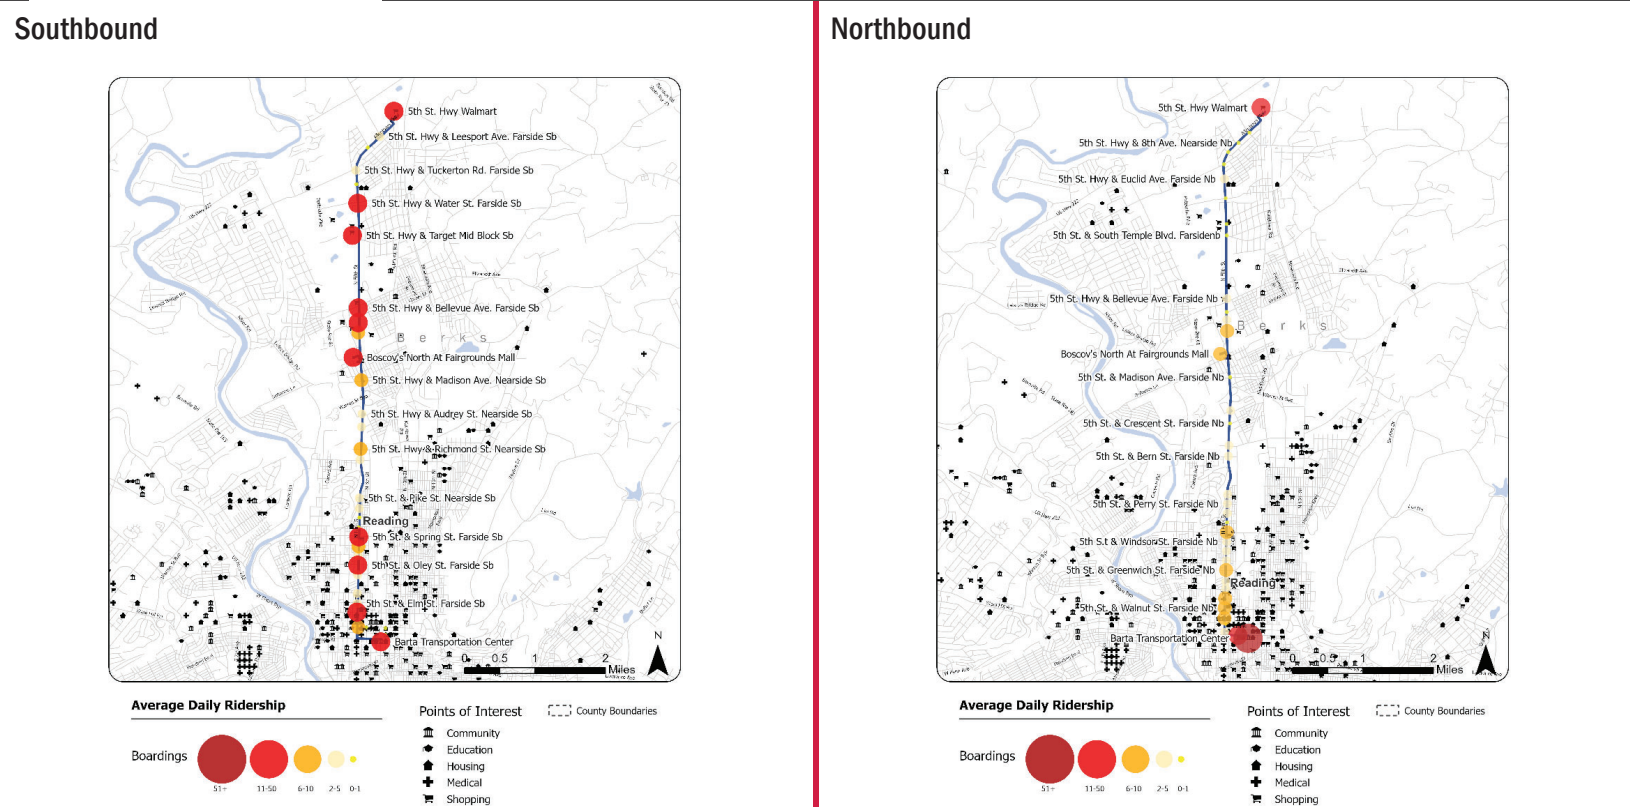 Southbound
5th St. Hwy Walmart
5th St. Hwy & Leesport Ave. Farside Sb
5th St. Hwy & Tuckerton Rd. Farside Sb
5th St. Hwy & Water St. Farside Sb
5th St. Hwy & Target Mid Block Sb
5th St. Hwy & Bellevue Ave. Farside Sb
Berks
Boscov's North At Fairgrounds Mall
5th St. Hwy & Madison Ave. Nearside Sb
5th St. Hwy & Audrey St. Nearside Sb
5th St. Hwy & Richmond St. Nearside Sb
5th St. & Pike St. Nearside Sb
Reading
5th St. & Spring St. Farside Sb
5th St. & Oley St. Farside Sb
5th St. & Elm St. Farside Sb
Barta Transportation Center
N
0 0.5 1 2
Miles
Average Daily Ridership
Boardings
51+ 11-50 6-10 2-5 0-1
Points of Interest
Community
Education
Housing
Medical
Shopping
County Boundaries
Northbound
5th St. Hwy Walmart
5th St. Hwy & 8th Ave. Nearside Nb
5th St. Hwy & Euclid Ave. Farside Nb
5th St. & South Temple Blvd. Farsidenb
5th St. Hwy & Bellevue Ave. Farside Nb
Berks
Boscov's North At Fairgrounds Mall
5th St. & Madison Ave. Farside Nb
5th St. & Crescent St. Farside Nb
5th St. & Bern St. Farside Nb
5th St. & Perry St. Farside Nb
5th S.t & Windsor St. Farside Nb
5th St. & Greenwich St. Farside Nb
Reading
5th St. & Walnut St. Farside Nb
Barta Transportation Center
N
0 0.5 1 2
Miles
Average Daily Ridership
Boardings
51+ 11-50 6-10 2-5 0-1
Points of Interest
Community
Education
Housing
Medical
Shopping
County Boundaries